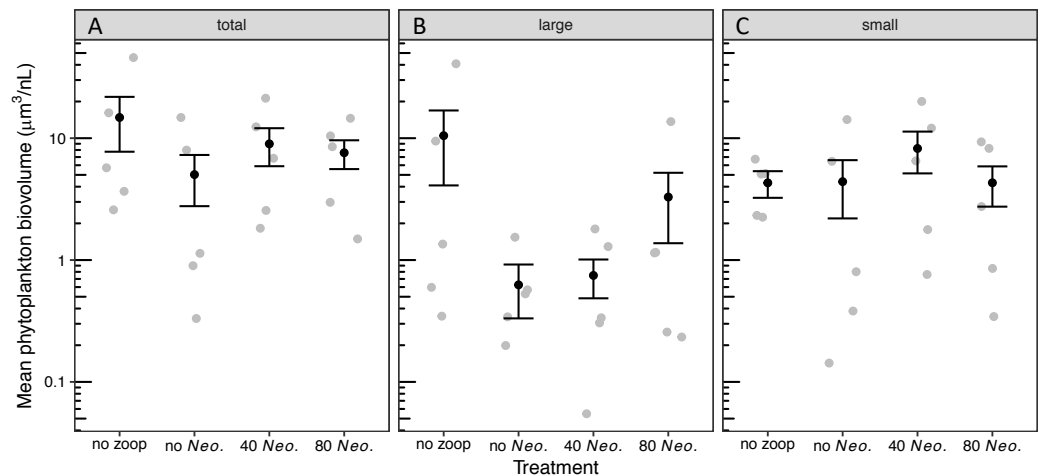 A total
B large
C small
Mean phytoplankton biovolume (μm³/nL)
10
1
0.1
no zoop no Neo. 40 Neo. 80 Neo.
no zoop no Neo. 40 Neo. 80 Neo.
no zoop no Neo. 40 Neo. 80 Neo.
Treatment